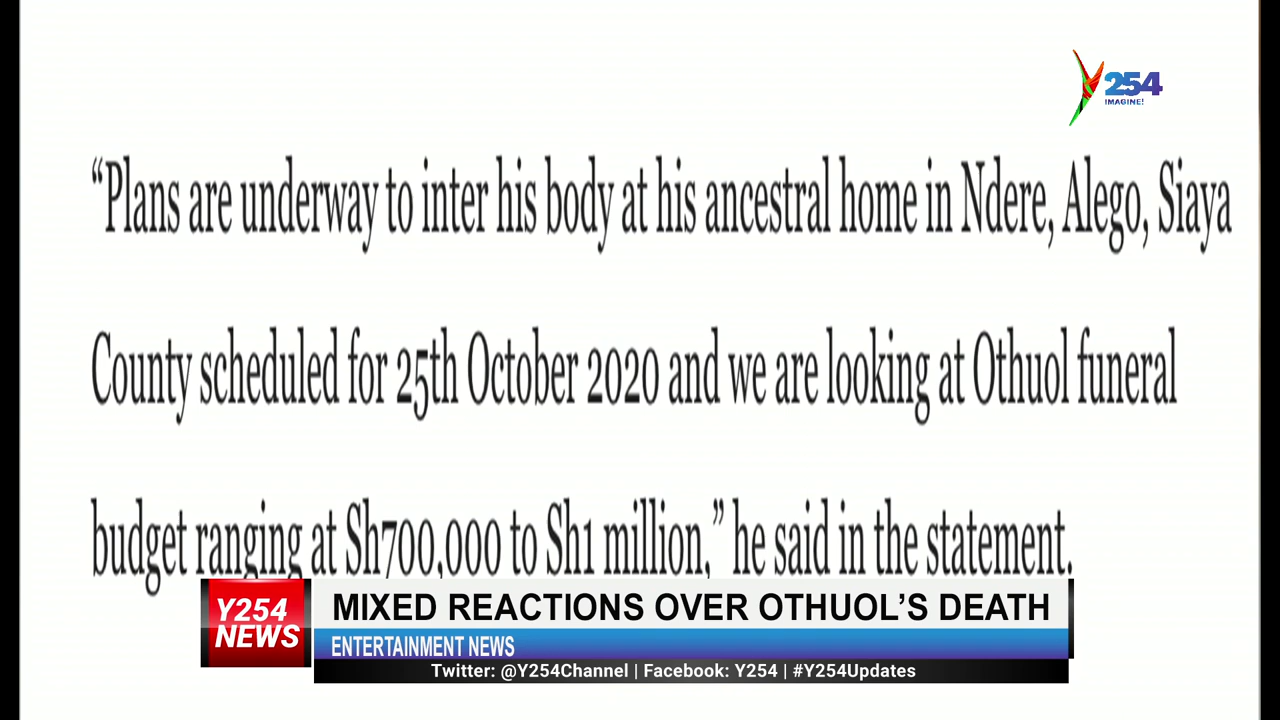 254
IMAGINE!
“Plans are underway to inter his body at his ancestral home in Ndere, Alego, Siaya
County scheduled for 25th October 2020 and we are looking at Othuol funeral
budget ranging at Sh700,000 to Sh1 million,” he said in the statement.
Y254
NEWS
MIXED REACTIONS OVER OTHUOL’S DEATH
ENTERTAINMENT NEWS
Twitter: @Y254Channel | Facebook: Y254 | #Y254Updates